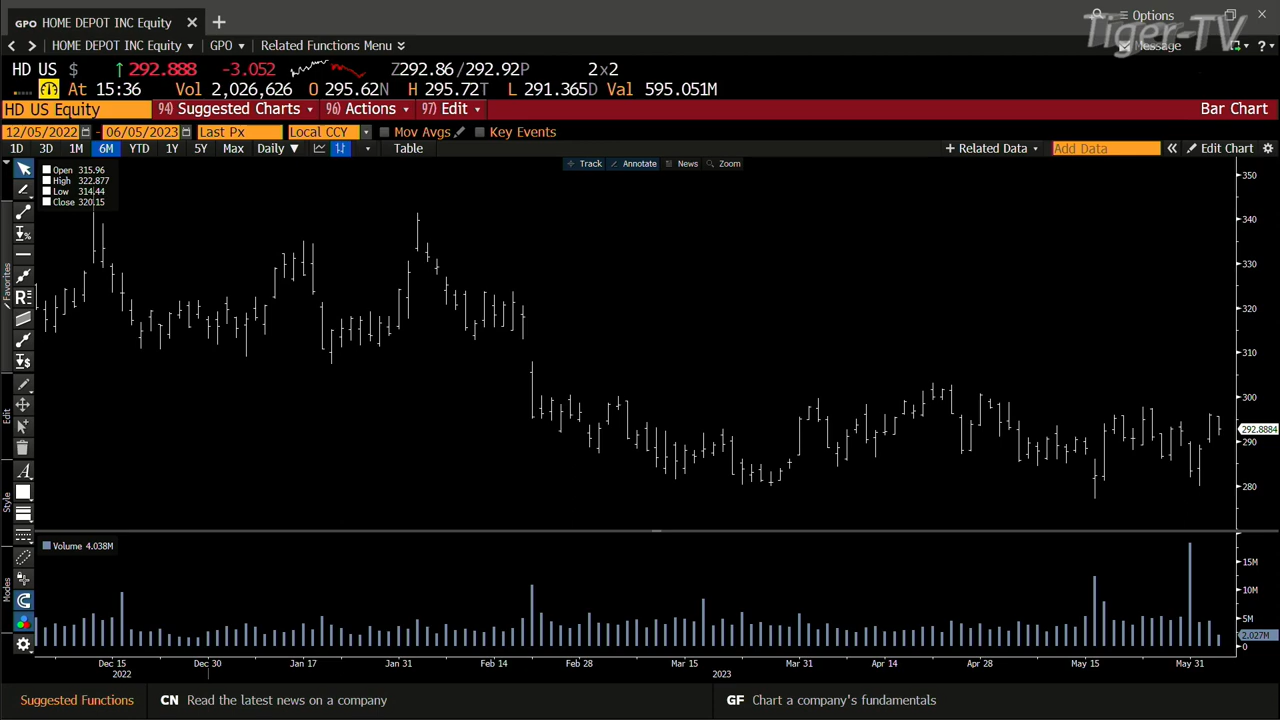 GPO HOME DEPOT INC Equity
Options
Tiger-TV
HOME DEPOT INC Equity GPO Related Functions Menu
Message ?
HD US $ ↑ 292.888 -3.052 Z292.86/292.92P 2x2
At 15:36 Vol 2,026,626 O 295.62N H 295.72T L 291.365D Val 595.051M
HD US Equity 94) Suggested Charts 96) Actions 97) Edit Bar Chart
12/05/2022 - 06/05/2023 Last Px Local CCY Mov Avgs Key Events
1D 3D 1M 6M YTD 1Y 5Y Max Daily ▼ Table + Related Data Add Data « Edit Chart
Track Annotate News Zoom
Open 315.96
High 322.877
Low 314.44
Close 320.15
350
340
330
320
310
300
292.8884
290
280
Favorites
Edit
Style
Modes
Volume 4.038M
15M
10M
5M
2.027M
0
Dec 15 Dec 30 Jan 17 Jan 31 Feb 14 Feb 28 Mar 15 Mar 31 Apr 14 Apr 28 May 15 May 31
2022 2023
Suggested Functions CN Read the latest news on a company GF Chart a company's fundamentals